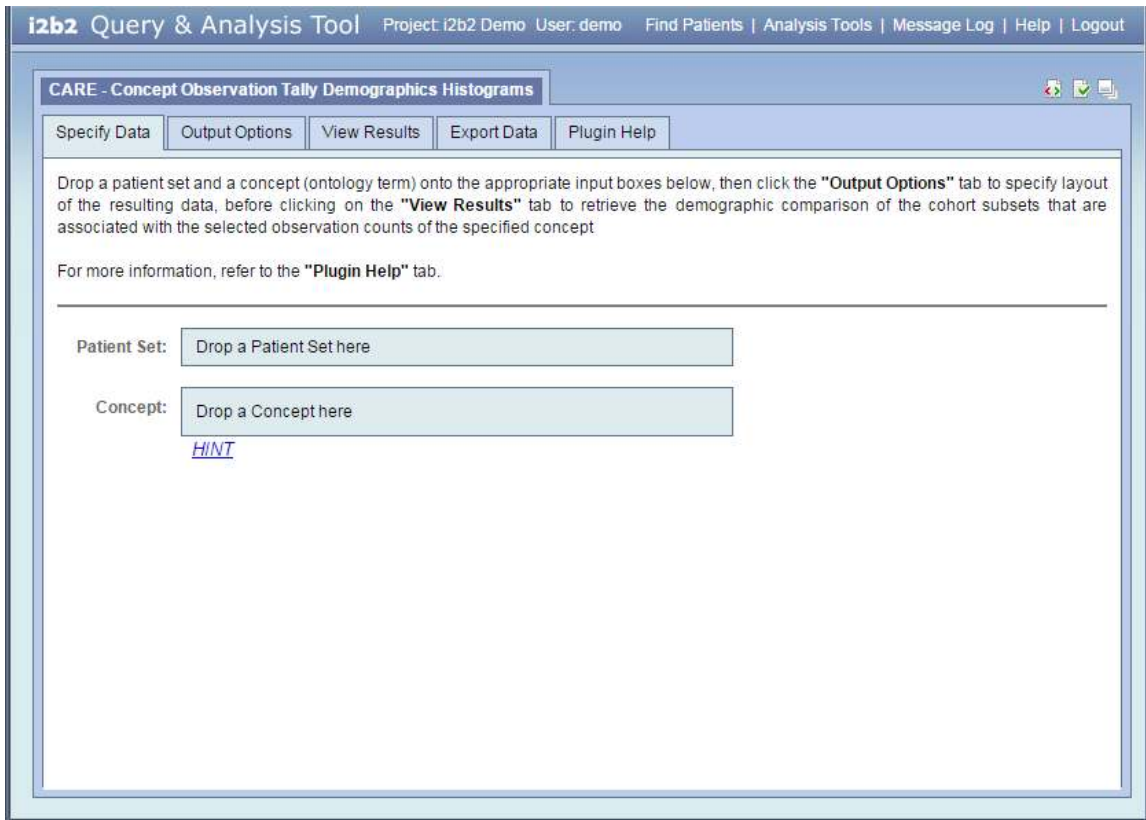 i2b2 Query & Analysis Tool Project: i2b2 Demo User: demo Find Patients | Analysis Tools | Message Log | Help | Logout
CARE - Concept Observation Tally Demographics Histograms
Specify Data Output Options View Results Export Data Plugin Help
Drop a patient set and a concept (ontology term) onto the appropriate input boxes below, then click the "Output Options" tab to specify layout
of the resulting data, before clicking on the "View Results" tab to retrieve the demographic comparison of the cohort subsets that are
associated with the selected observation counts of the specified concept
For more information, refer to the "Plugin Help" tab.
Patient Set: Drop a Patient Set here
Concept: Drop a Concept here
HINT